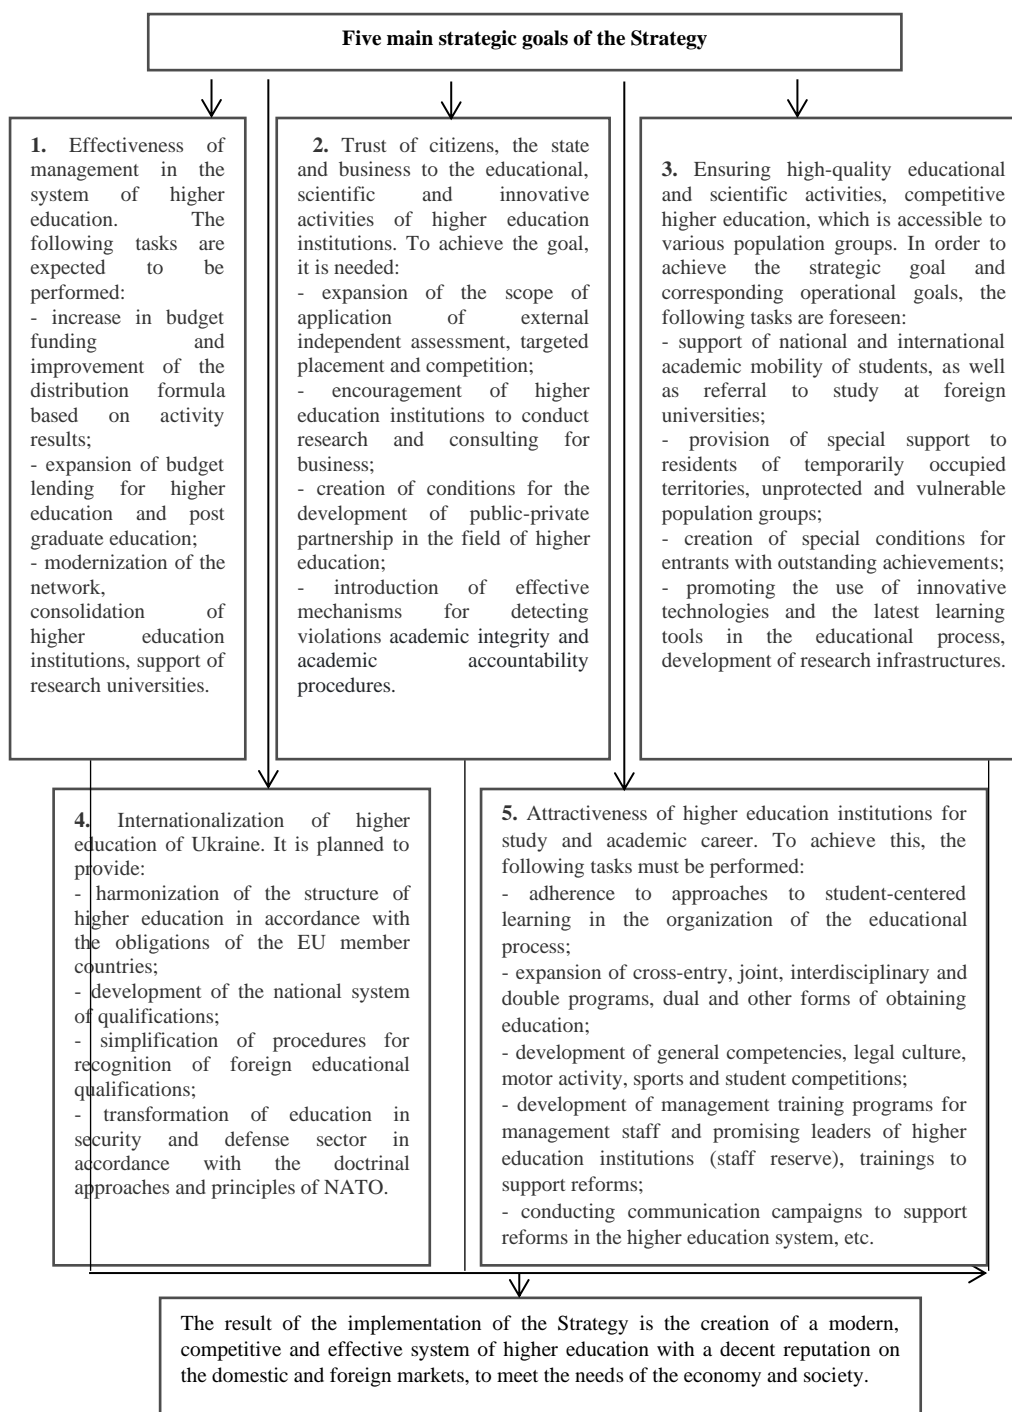 Five main strategic goals of the Strategy
1. Effectiveness of
management in the
system of higher
education. The
following tasks are
expected to be
performed:
- increase in budget
funding and
improvement of the
distribution formula
based on activity
results;
- expansion of budget
lending for higher
education and post
graduate education;
- modernization of the
network,
consolidation of
higher education
institutions, support of
research universities.
2. Trust of citizens, the state
and business to the educational,
scientific and innovative
activities of higher education
institutions. To achieve the goal,
it is needed:
- expansion of the scope of
application of external
independent assessment, targeted
placement and competition;
- encouragement of higher
education institutions to conduct
research and consulting for
business;
- creation of conditions for the
development of public-private
partnership in the field of higher
education;
- introduction of effective
mechanisms for detecting
violations academic integrity and
academic accountability
procedures.
3. Ensuring high-quality educational
and scientific activities, competitive
higher education, which is accessible to
various population groups. In order to
achieve the strategic goal and
corresponding operational goals, the
following tasks are foreseen:
- support of national and international
academic mobility of students, as well
as referral to study at foreign
universities;
- provision of special support to
residents of temporarily occupied
territories, unprotected and vulnerable
population groups;
- creation of special conditions for
entrants with outstanding achievements;
- promoting the use of innovative
technologies and the latest learning
tools in the educational process,
development of research infrastructures.
4. Internationalization of higher
education of Ukraine. It is planned to
provide:
- harmonization of the structure of
higher education in accordance with
the obligations of the EU member
countries;
- development of the national system
of qualifications;
- simplification of procedures for
recognition of foreign educational
qualifications;
- transformation of education in
security and defense sector in
accordance with the doctrinal
approaches and principles of NATO.
5. Attractiveness of higher education institutions for
study and academic career. To achieve this, the
following tasks must be performed:
- adherence to approaches to student-centered
learning in the organization of the educational
process;
- expansion of cross-entry, joint, interdisciplinary and
double programs, dual and other forms of obtaining
education;
- development of general competencies, legal culture,
motor activity, sports and student competitions;
- development of management training programs for
management staff and promising leaders of higher
education institutions (staff reserve), trainings to
support reforms;
- conducting communication campaigns to support
reforms in the higher education system, etc.
The result of the implementation of the Strategy is the creation of a modern,
competitive and effective system of higher education with a decent reputation on
the domestic and foreign markets, to meet the needs of the economy and society.